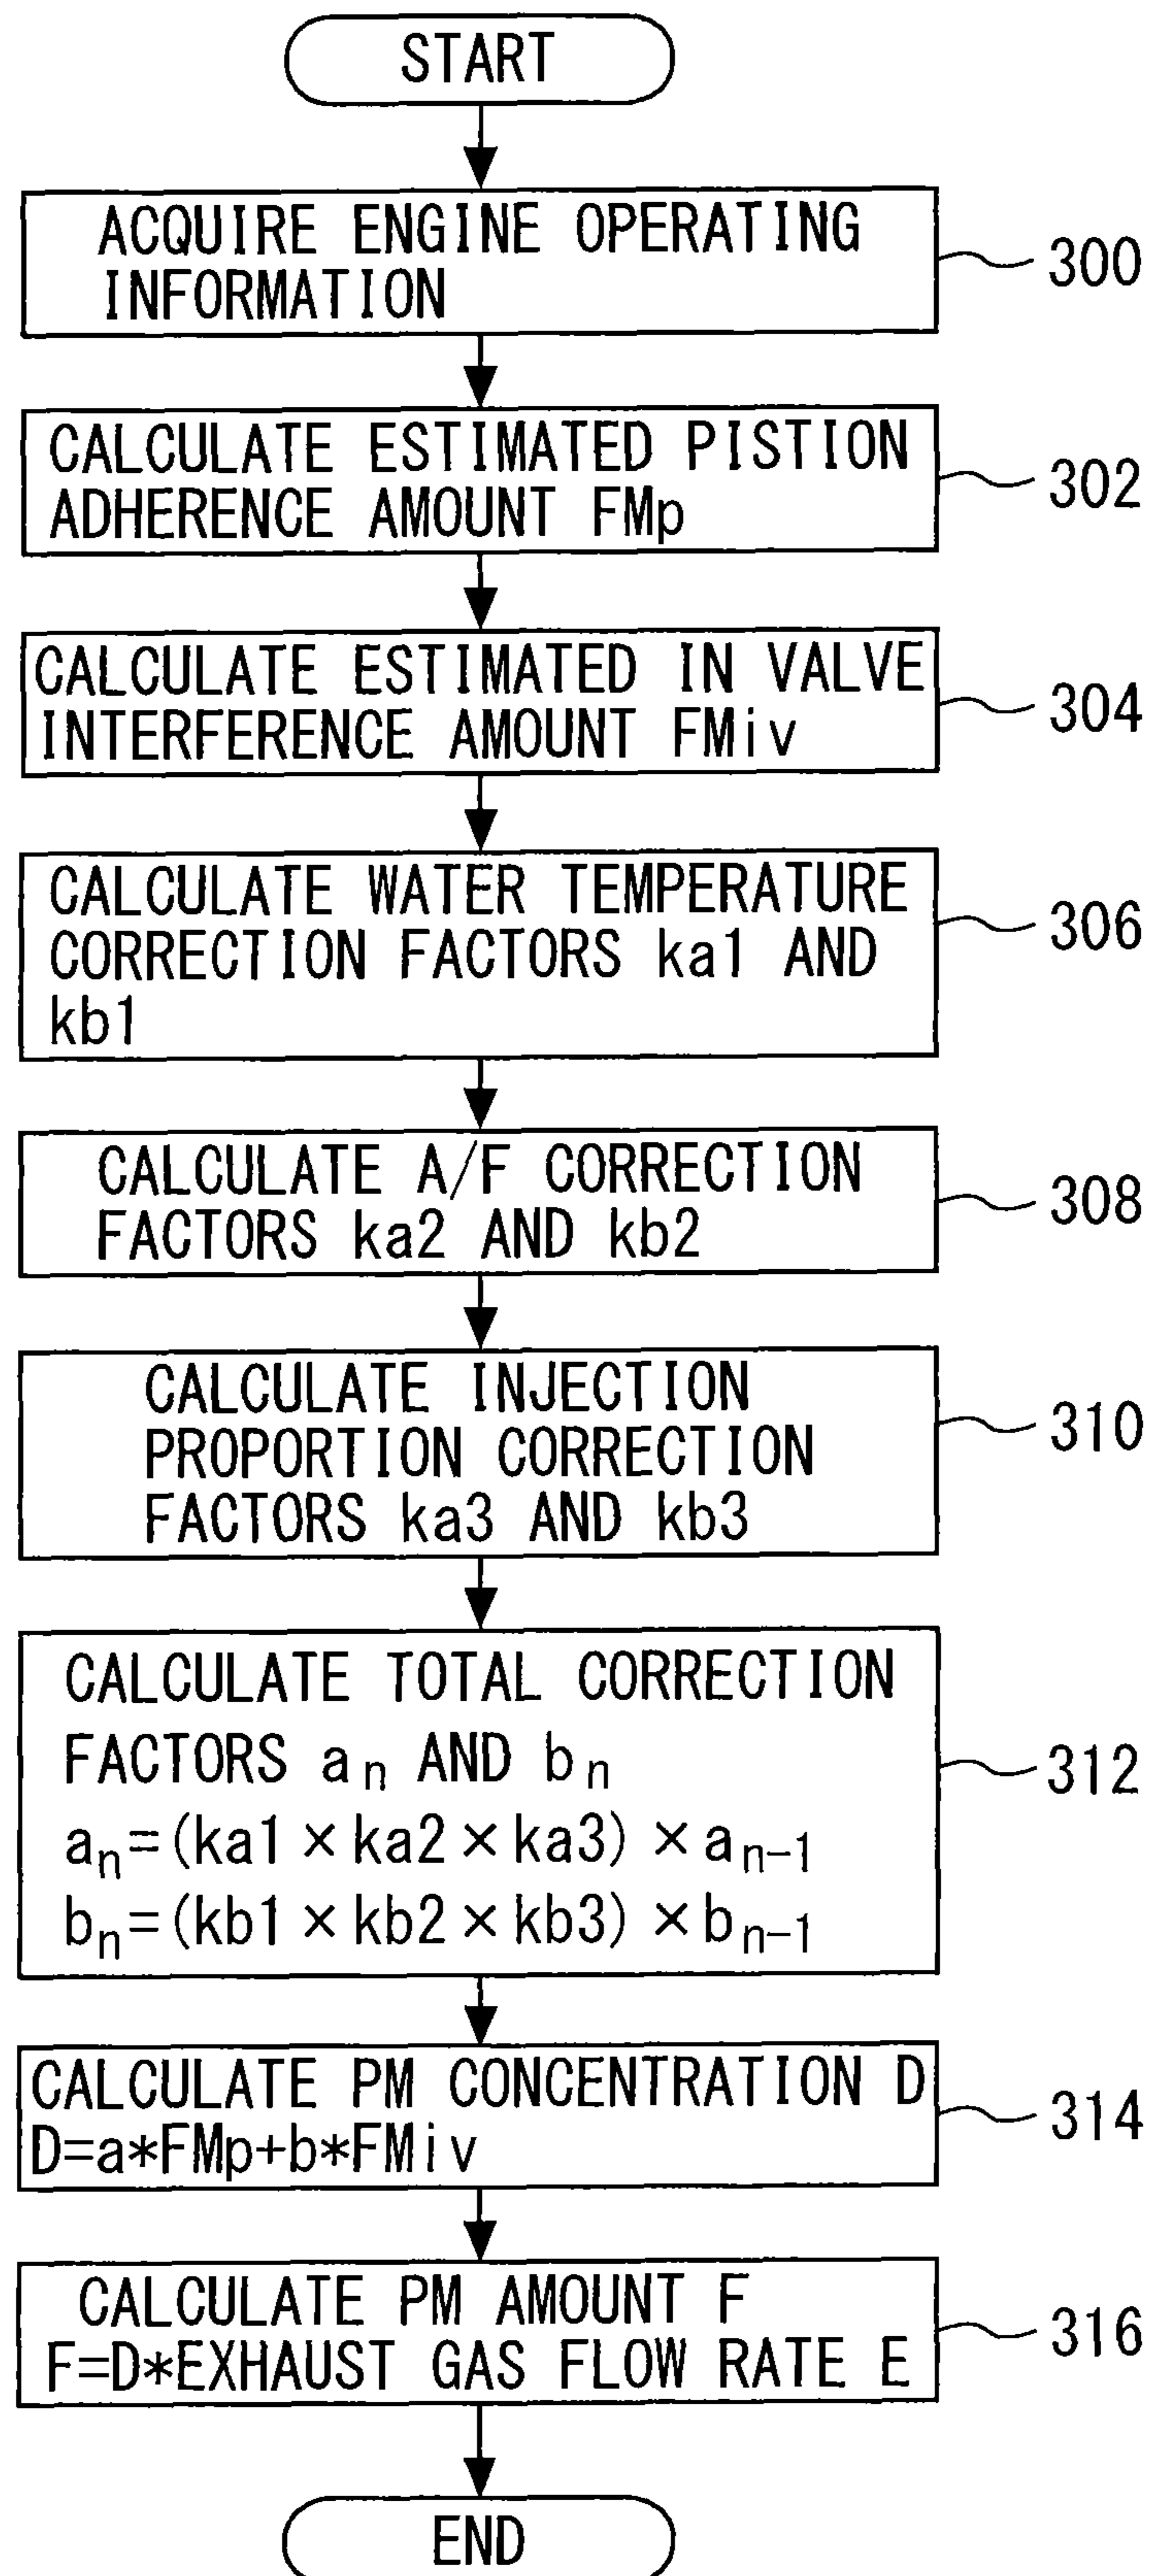 START
ACQUIRE ENGINE OPERATING
INFORMATION
300
CALCULATE ESTIMATED PISTION
ADHERENCE AMOUNT FMp
302
CALCULATE ESTIMATED IN VALVE
INTERFERENCE AMOUNT FMiv
304
CALCULATE WATER TEMPERATURE
CORRECTION FACTORS ka1 AND
kb1
306
CALCULATE A/F CORRECTION
FACTORS ka2 AND kb2
308
CALCULATE INJECTION
PROPORTION CORRECTION
FACTORS ka3 AND kb3
310
CALCULATE TOTAL CORRECTION
FACTORS aₙ AND bₙ
aₙ=(ka1×ka2×ka3)×aₙ₋₁
bₙ=(kb1×kb2×kb3)×bₙ₋₁
312
CALCULATE PM CONCENTRATION D
D=a*FMp+b*FMiv
314
CALCULATE PM AMOUNT F
F=D*EXHAUST GAS FLOW RATE E
316
END